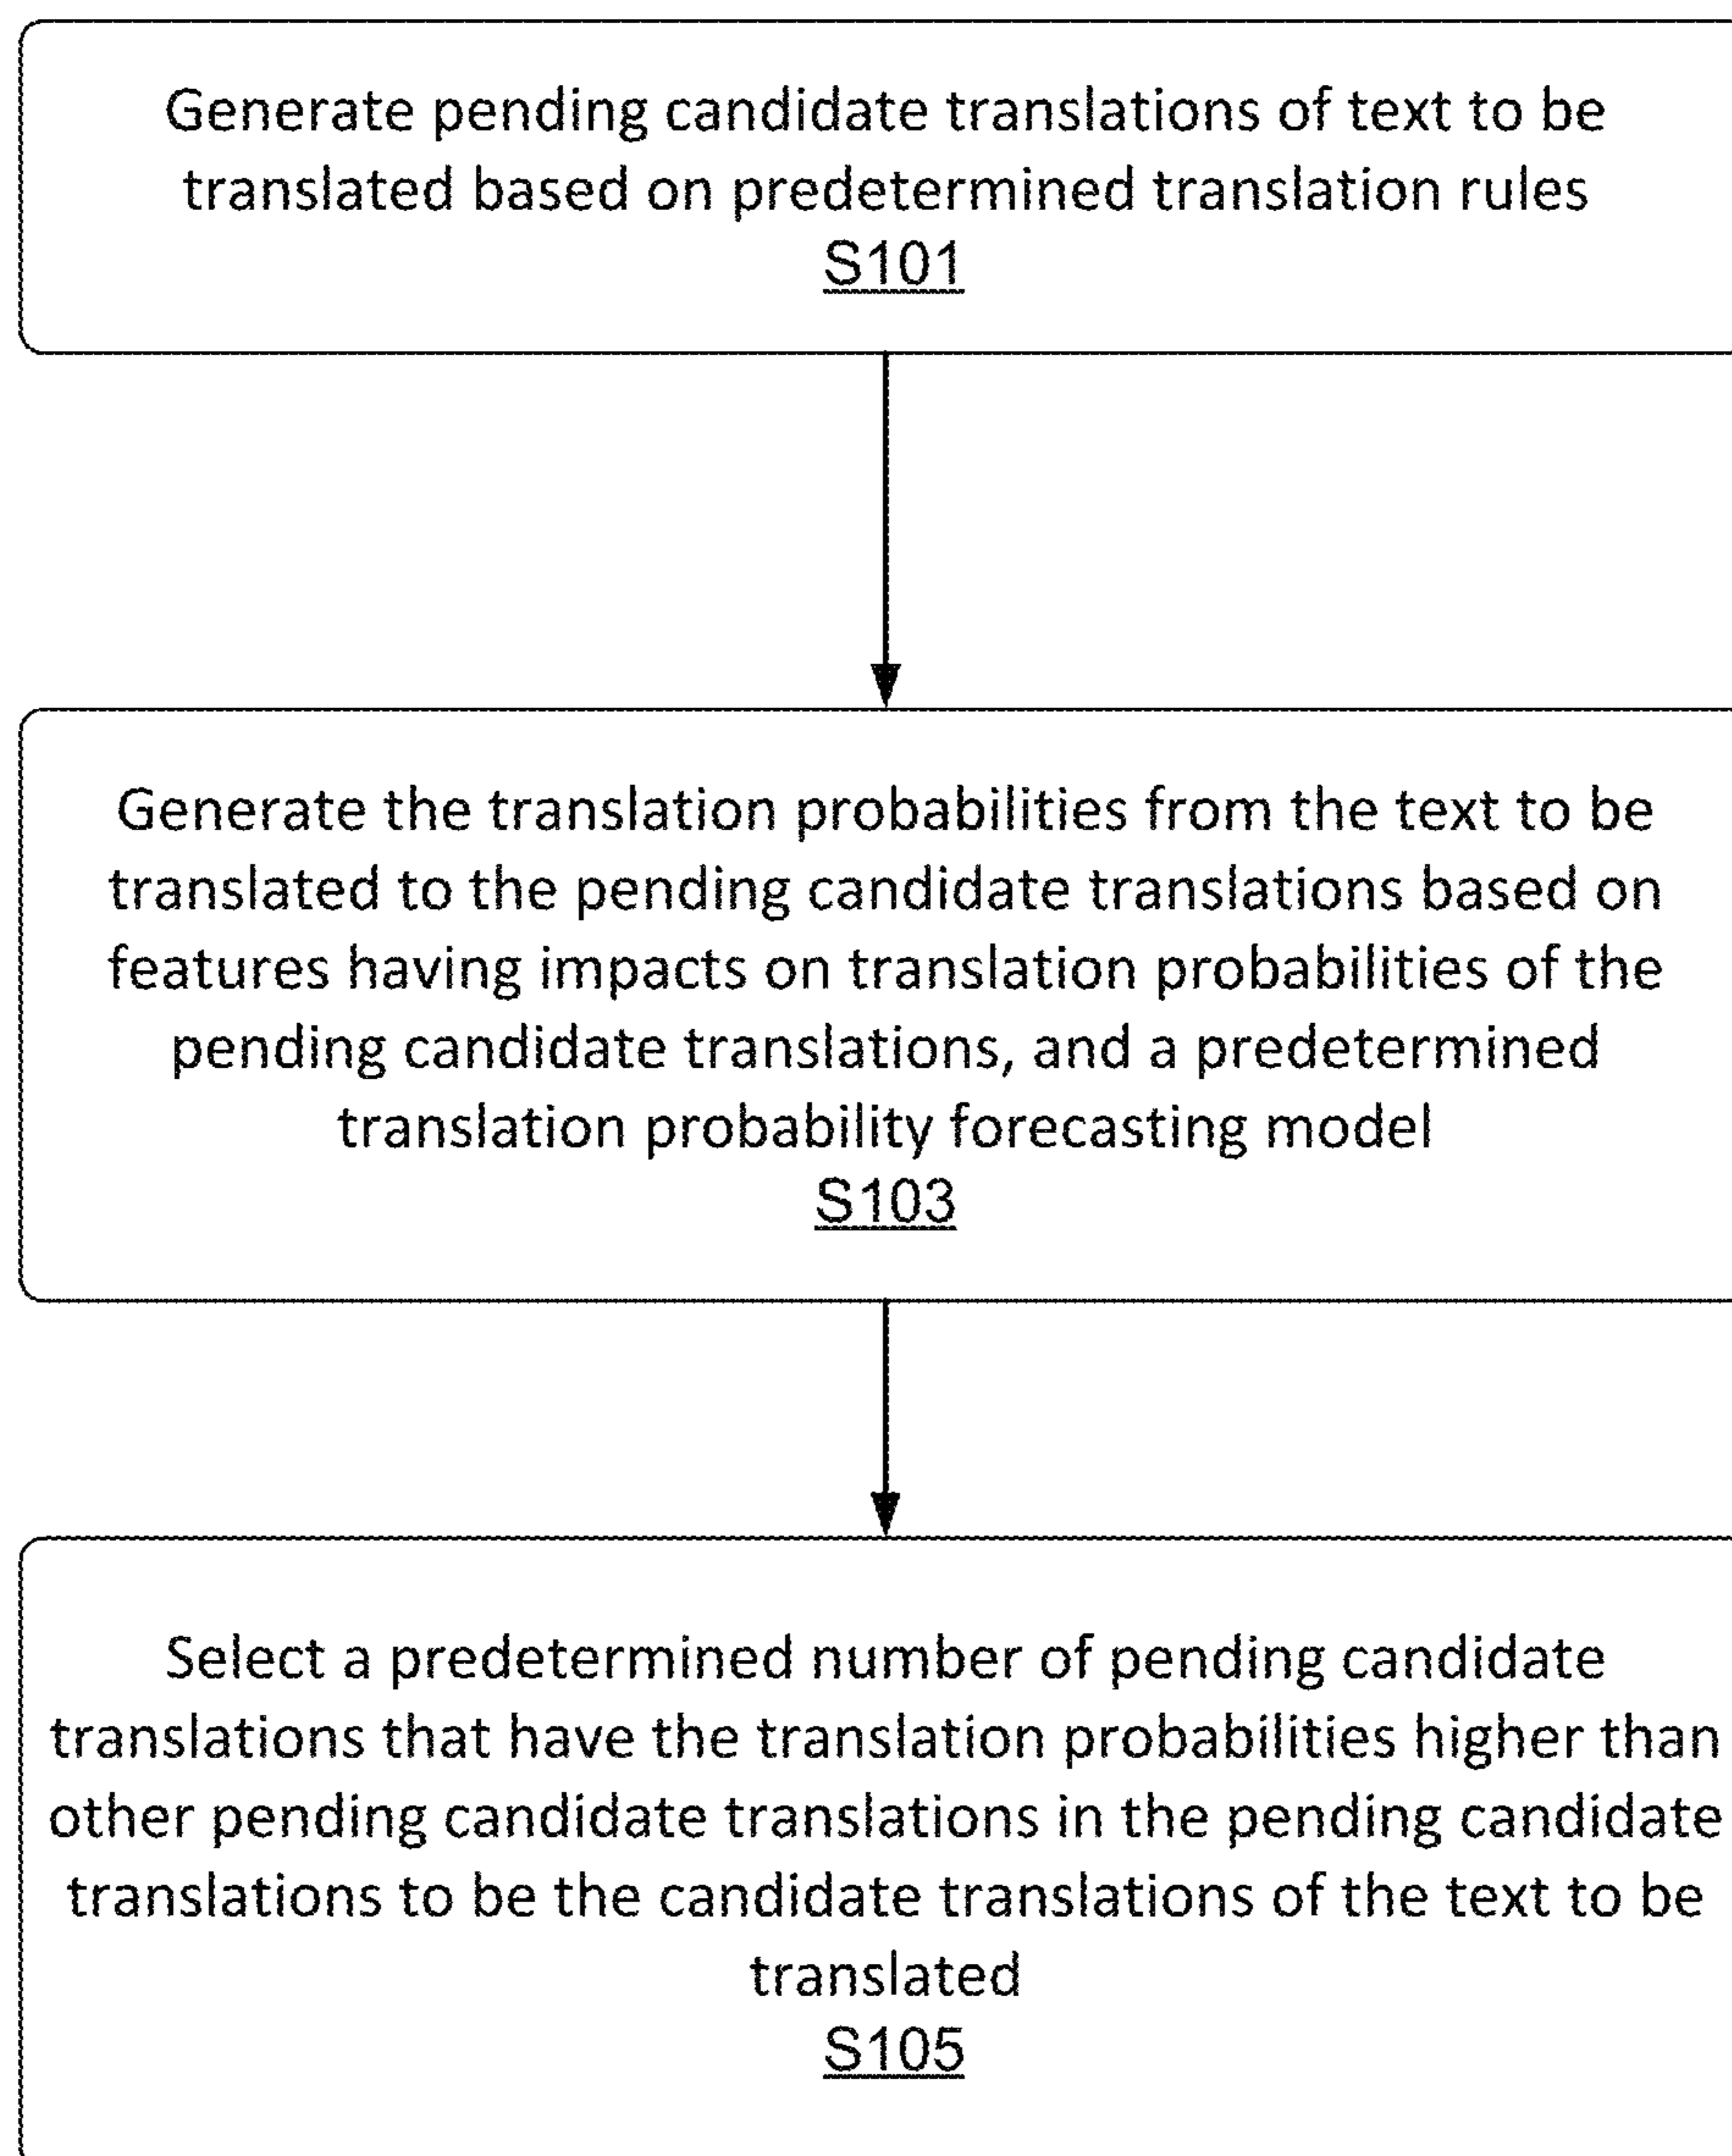 Generate pending candidate translations of text to be
translated based on predetermined translation rules
S101
Generate the translation probabilities from the text to be
translated to the pending candidate translations based on
features having impacts on translation probabilities of the
pending candidate translations, and a predetermined
translation probability forecasting model
S103
Select a predetermined number of pending candidate
translations that have the translation probabilities higher than
other pending candidate translations in the pending candidate
translations to be the candidate translations of the text to be
translated
S105